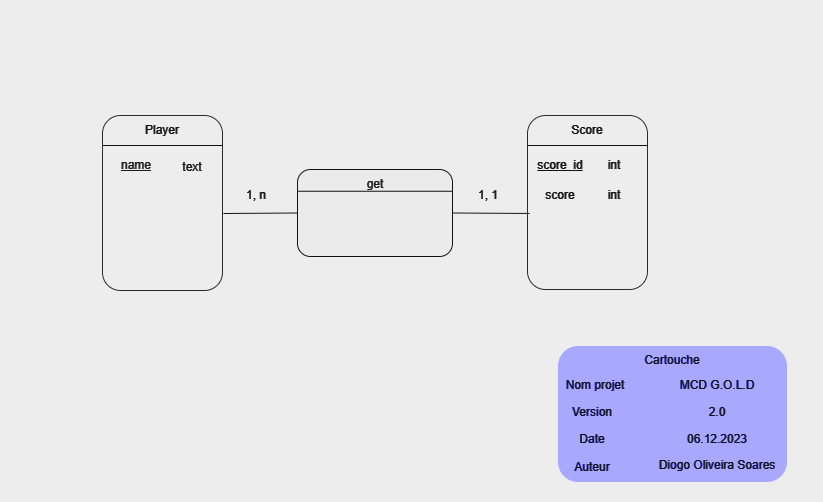 Player
name text
1, n
get
1, 1
Score
score_id int
score int
Cartouche
Nom projet MCD G.O.L.D
Version 2.0
Date 06.12.2023
Auteur Diogo Oliveira Soares